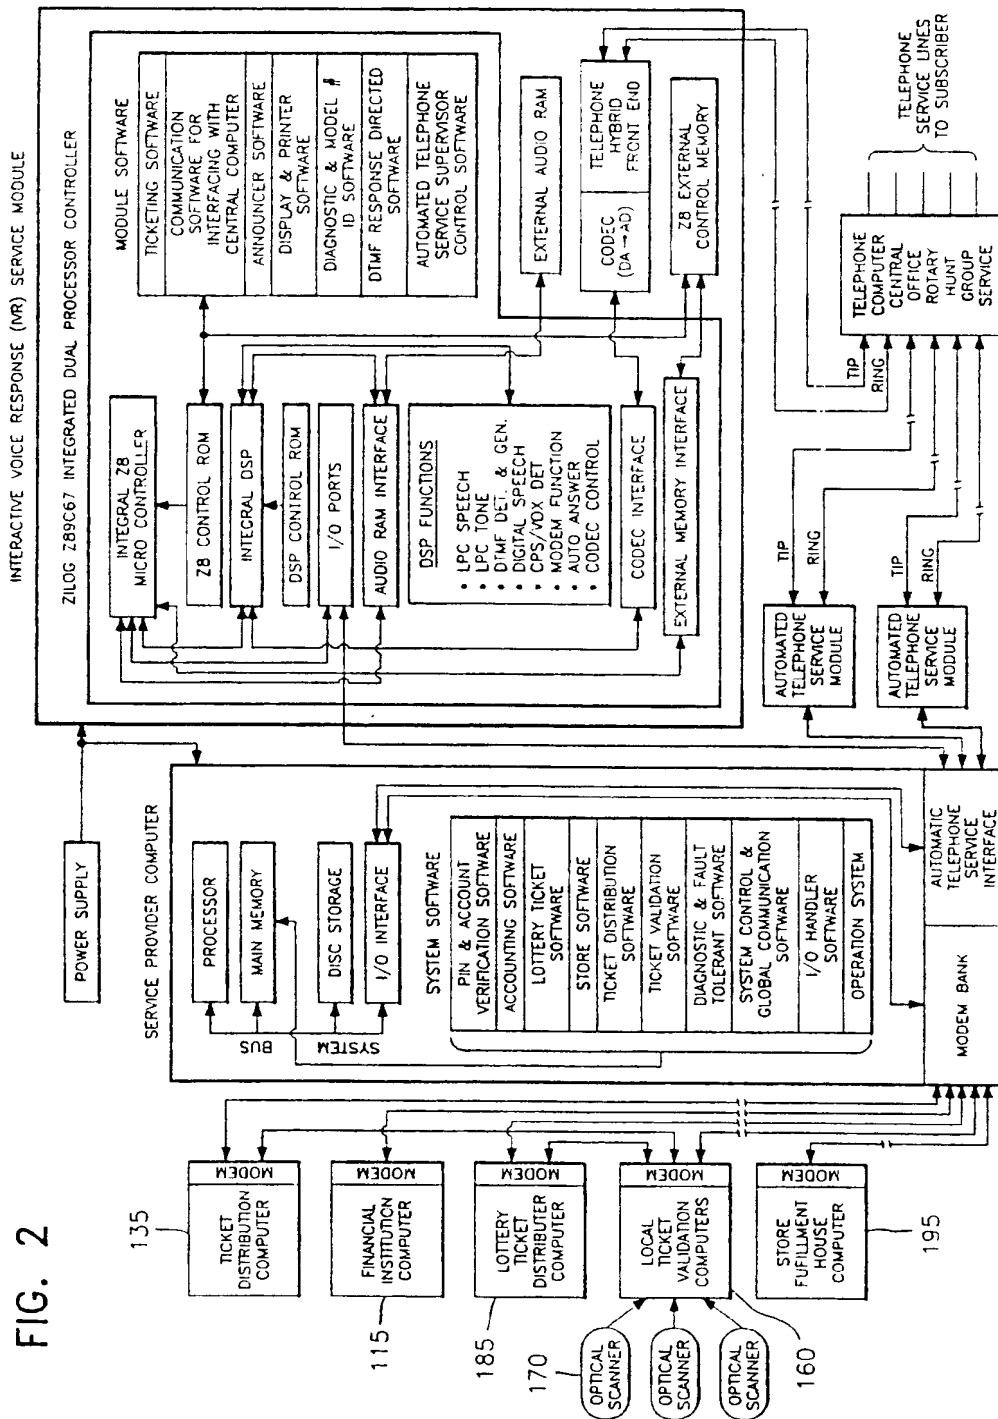 FIG. 2
INTERACTIVE VOICE RESPONSE (IVR) SERVICE MODULE
ZILOG Z89C67 INTEGRATED DUAL PROCESSOR CONTROLLER
INTEGRAL Z8
MICRO CONTROLLER
Z8 CONTROL ROM
INTEGRAL DSP
DSP CONTROL ROM
I/O PORTS
AUDIO RAM INTERFACE
DSP FUNCTIONS
• LPC SPEECH
• LPC TONE
• DTMF DET. & GEN.
• DIGITAL SPEECH
• CPS/VOX DET
• MODEM FUNCTION
• AUTO ANSWER
• CODEC CONTROL
CODEC INTERFACE
EXTERNAL MEMORY INTERFACE
MODULE SOFTWARE
TICKETING SOFTWARE
COMMUNICATION
SOFTWARE FOR
INTERFACING WITH
CENTRAL COMPUTER
ANNOUNCER SOFTWARE
DISPLAY & PRINTER
SOFTWARE
DIAGNOSTIC & MODEL #
ID SOFTWARE
DTMF RESPONSE DIRECTED
SOFTWARE
AUTOMATED TELEPHONE
SERVICE SUPERVISOR
CONTROL SOFTWARE
EXTERNAL AUDIO RAM
CODEC
(DA→AD)
TELEPHONE
HYBRID
FRONT END
Z8 EXTERNAL
CONTROL MEMORY
POWER SUPPLY
SERVICE PROVIDER COMPUTER
PROCESSOR
MAIN MEMORY
DISC STORAGE
I/O INTERFACE
BUS
SYSTEM
SYSTEM SOFTWARE
PIN & ACCOUNT
VERIFICATION SOFTWARE
ACCOUNTING SOFTWARE
LOTTERY TICKET
SOFTWARE
STORE SOFTWARE
TICKET DISTRIBUTION
SOFTWARE
TICKET VALIDATION
SOFTWARE
DIAGNOSTIC & FAULT
TOLERANT SOFTWARE
SYSTEM CONTROL &
GLOBAL COMMUNICATION
SOFTWARE
I/O HANDLER
SOFTWARE
OPERATION SYSTEM
MODEM BANK
AUTOMATIC
TELEPHONE
SERVICE
INTERFACE
AUTOMATED
TELEPHONE
SERVICE
MODULE
TIP
RING
AUTOMATED
TELEPHONE
SERVICE
MODULE
TIP
RING
TIP
RING
TELEPHONE
COMPUTER
CENTRAL
OFFICE
ROTARY
HUNT
GROUP
SERVICE
TELEPHONE
SERVICE LINES
TO SUBSCRIBER
135
TICKET
DISTRIBUTION
COMPUTER
MODEM
115
FINANCIAL
INSTITUTION
COMPUTER
MODEM
185
LOTTERY
TICKET
DISTRIBUTER
COMPUTER
MODEM
170
OPTICAL
SCANNER
OPTICAL
SCANNER
OPTICAL
SCANNER
160
LOCAL
TICKET
VALIDATION
COMPUTERS
MODEM
195
STORE
FUFILLMENT
HOUSE
COMPUTER
MODEM